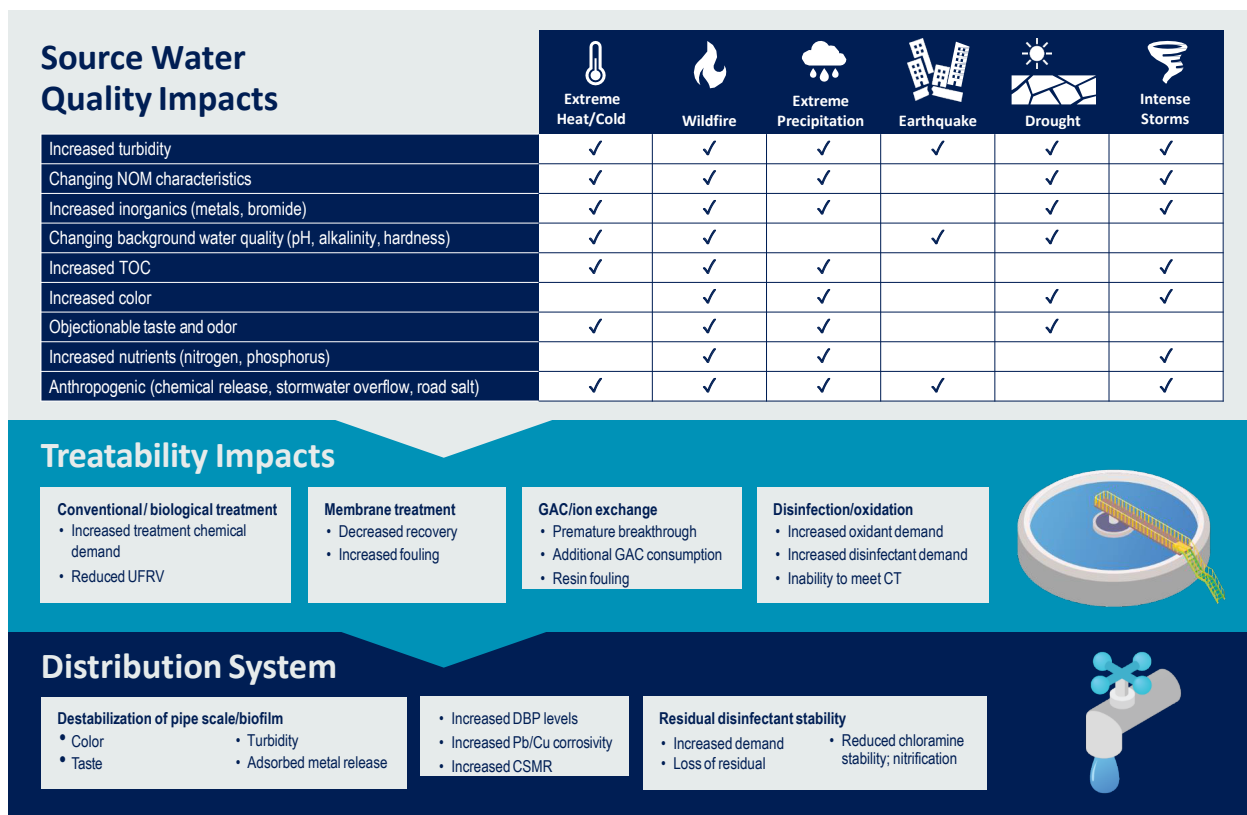 Source Water
Quality Impacts
Extreme
Heat/Cold
Wildfire
Extreme
Precipitation
Earthquake
Drought
Intense
Storms
Increased turbidity ✓ ✓ ✓ ✓ ✓ ✓
Changing NOM characteristics ✓ ✓ ✓ ✓ ✓
Increased inorganics (metals, bromide) ✓ ✓ ✓ ✓ ✓
Changing background water quality (pH, alkalinity, hardness) ✓ ✓ ✓ ✓
Increased TOC ✓ ✓ ✓ ✓
Increased color ✓ ✓ ✓ ✓
Objectionable taste and odor ✓ ✓ ✓ ✓
Increased nutrients (nitrogen, phosphorus) ✓ ✓ ✓
Anthropogenic (chemical release, stormwater overflow, road salt) ✓ ✓ ✓ ✓ ✓
Treatability Impacts
Conventional/ biological treatment
• Increased treatment chemical
demand
• Reduced UFRV
Membrane treatment
• Decreased recovery
• Increased fouling
GAC/ion exchange
• Premature breakthrough
• Additional GAC consumption
• Resin fouling
Disinfection/oxidation
• Increased oxidant demand
• Increased disinfectant demand
• Inability to meet CT
Distribution System
Destabilization of pipe scale/biofilm
• Color
• Taste
• Turbidity
• Adsorbed metal release
• Increased DBP levels
• Increased Pb/Cu corrosivity
• Increased CSMR
Residual disinfectant stability
• Increased demand
• Loss of residual
• Reduced chloramine
stability; nitrification